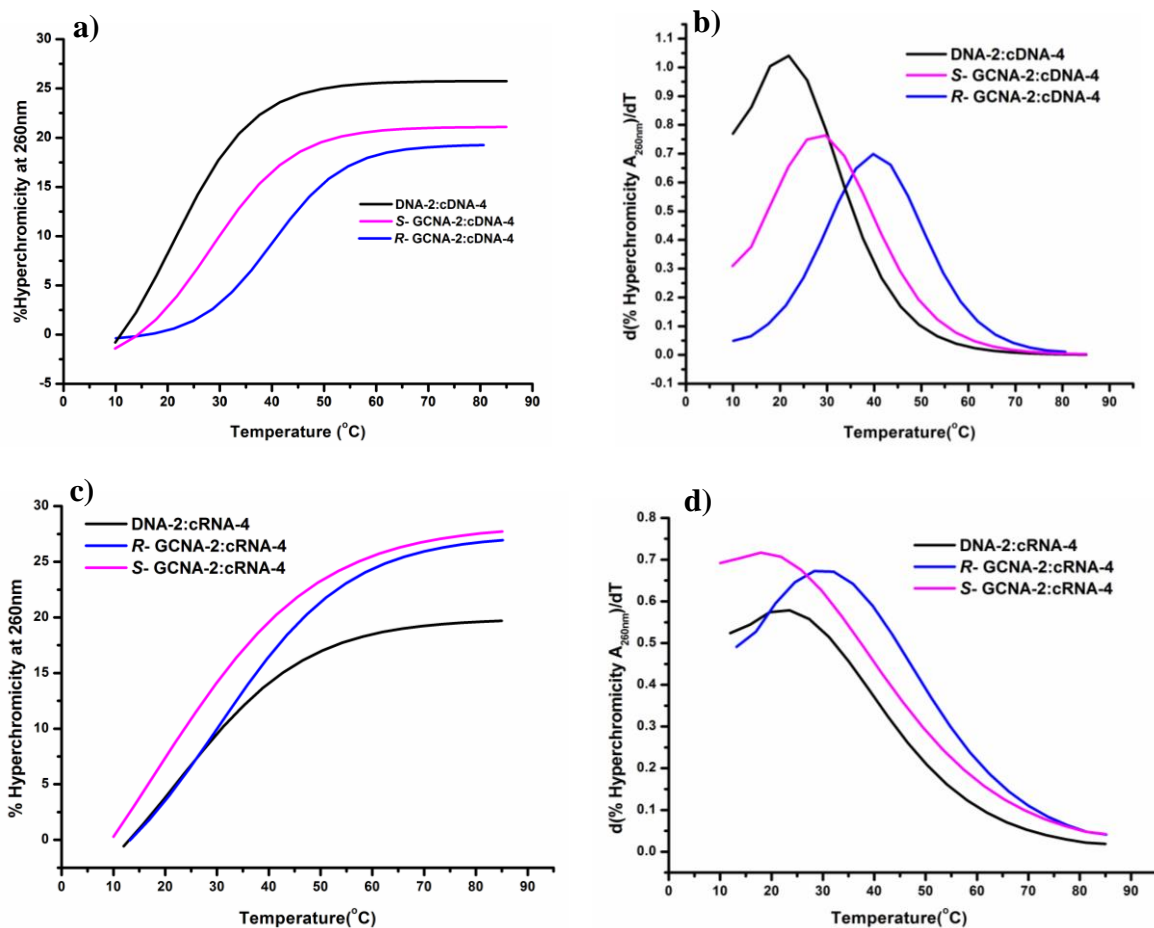 a)
%Hyperchromicity at 260nm
30
25
20
15
10
5
0
-5
DNA-2:cDNA-4
S- GCNA-2:cDNA-4
R- GCNA-2:cDNA-4
0 10 20 30 40 50 60 70 80 90
Temperature (°C)
b)
d(% Hyperchromicity A260nm)/dT
1.1
1.0
0.9
0.8
0.7
0.6
0.5
0.4
0.3
0.2
0.1
0.0
-0.1
DNA-2:cDNA-4
S- GCNA-2:cDNA-4
R- GCNA-2:cDNA-4
0 10 20 30 40 50 60 70 80 90
Temperature(°C)
c)
% Hyperchromicity at 260nm
30
25
20
15
10
5
0
DNA-2:cRNA-4
R- GCNA-2:cRNA-4
S- GCNA-2:cRNA-4
0 10 20 30 40 50 60 70 80 90
Temperature(°C)
d)
d(% Hyperchromicity A260nm)/dT
0.8
0.7
0.6
0.5
0.4
0.3
0.2
0.1
0.0
DNA-2:cRNA-4
R- GCNA-2:cRNA-4
S- GCNA-2:cRNA-4
0 10 20 30 40 50 60 70 80 90
Temperature(°C)